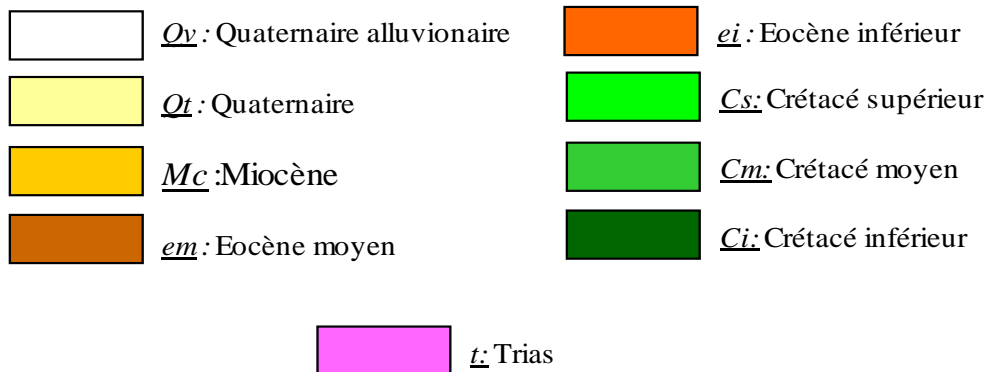 Qv : Quaternaire alluvionaire
Qt : Quaternaire
Mc :Miocène
em : Eocène moyen
ei : Eocène inférieur
Cs: Crétacé supérieur
Cm: Crétacé moyen
Ci: Crétacé inférieur
t: Trias